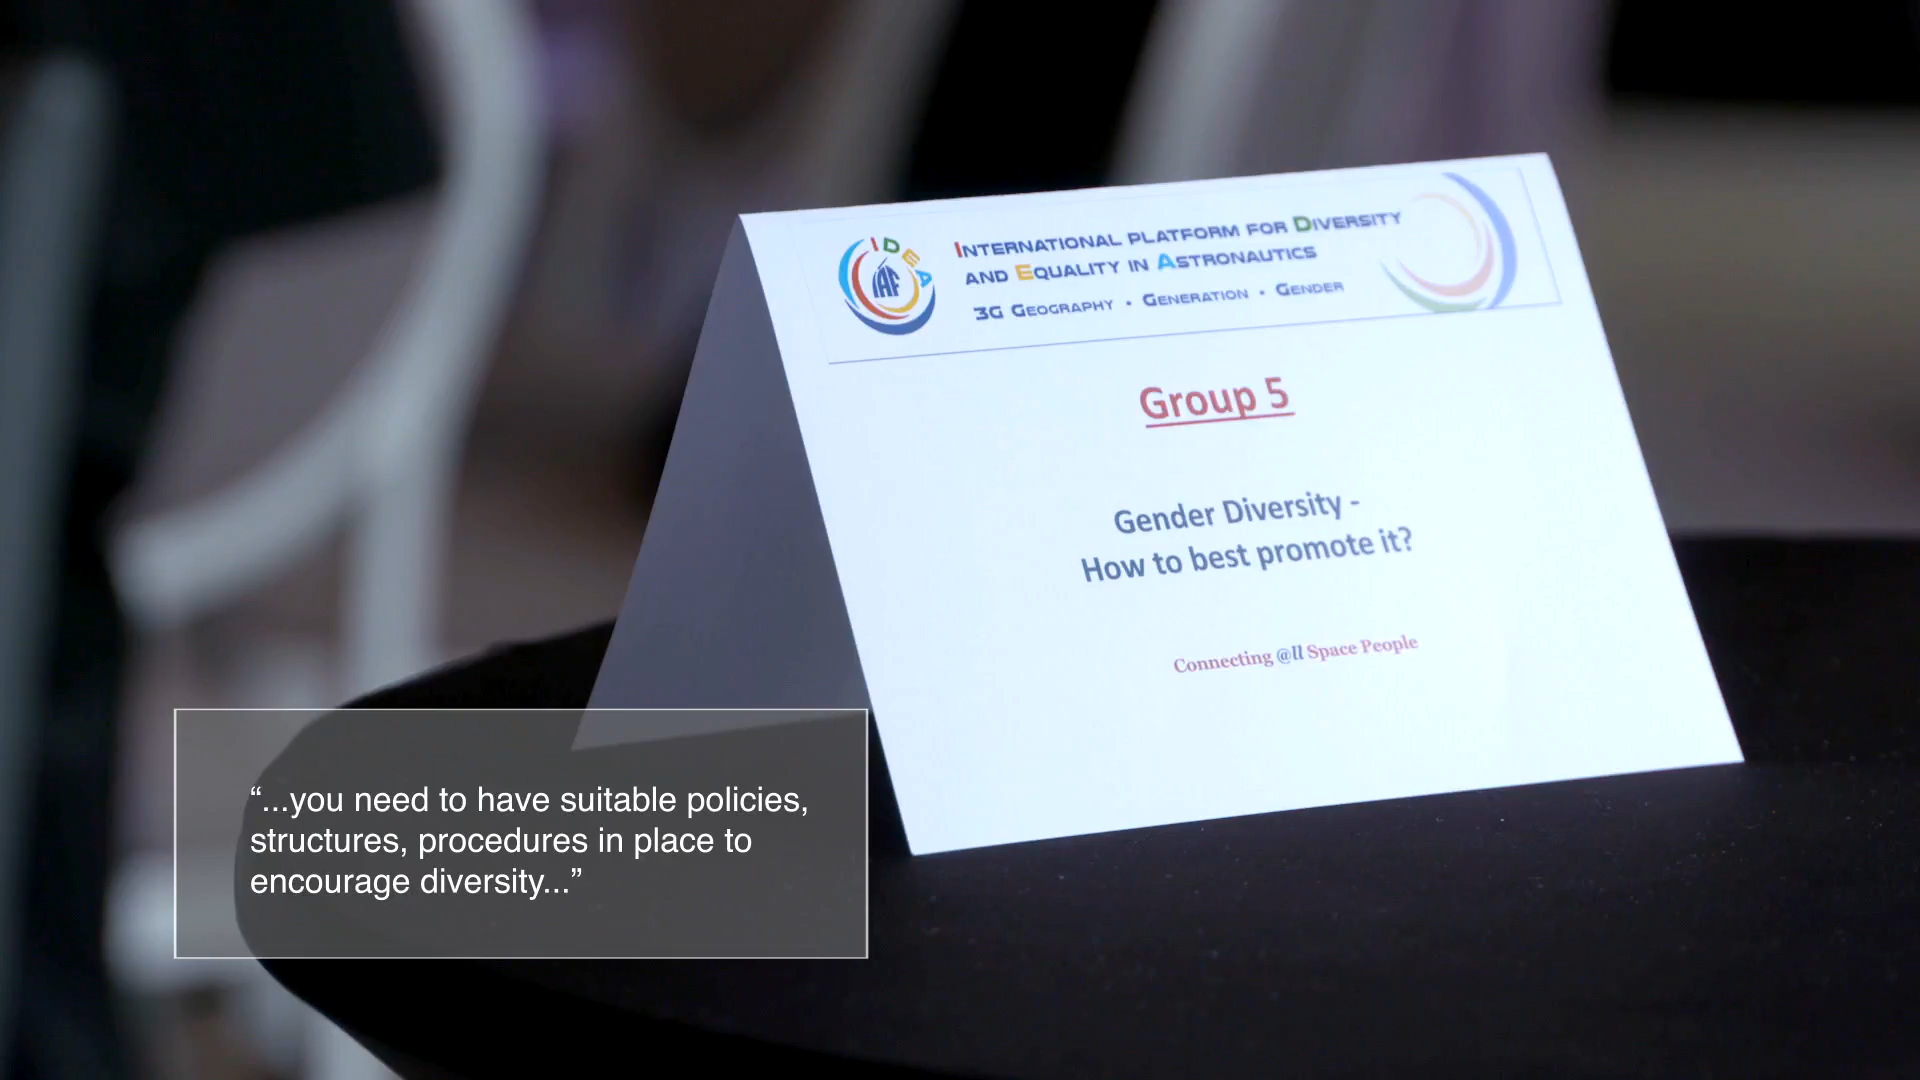 IDEA
IAF
INTERNATIONAL PLATFORM FOR DIVERSITY
AND EQUALITY IN ASTRONAUTICS
3G GEOGRAPHY • GENERATION • GENDER
Group 5
Gender Diversity -
How to best promote it?
Connecting @ll Space People
“...you need to have suitable policies,
structures, procedures in place to
encourage diversity...”